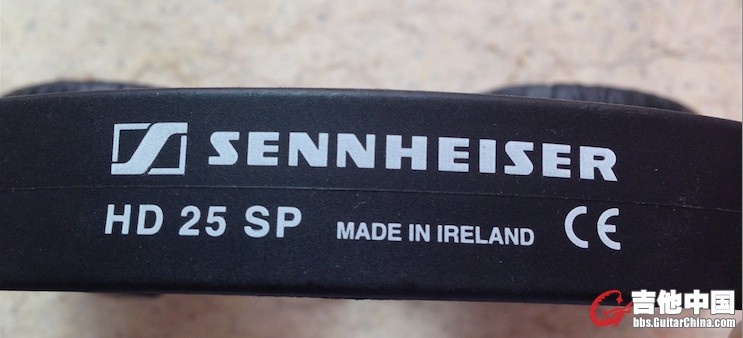 SENNHEISER
HD 25 SP MADE IN IRELAND CE
吉他中国
bbs.GuitarChina.com